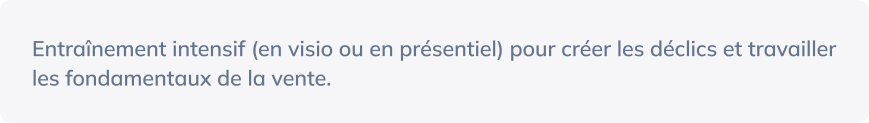 Entraînement intensif (en visio ou en présentiel) pour créer les déclics et travailler
les fondamentaux de la vente.